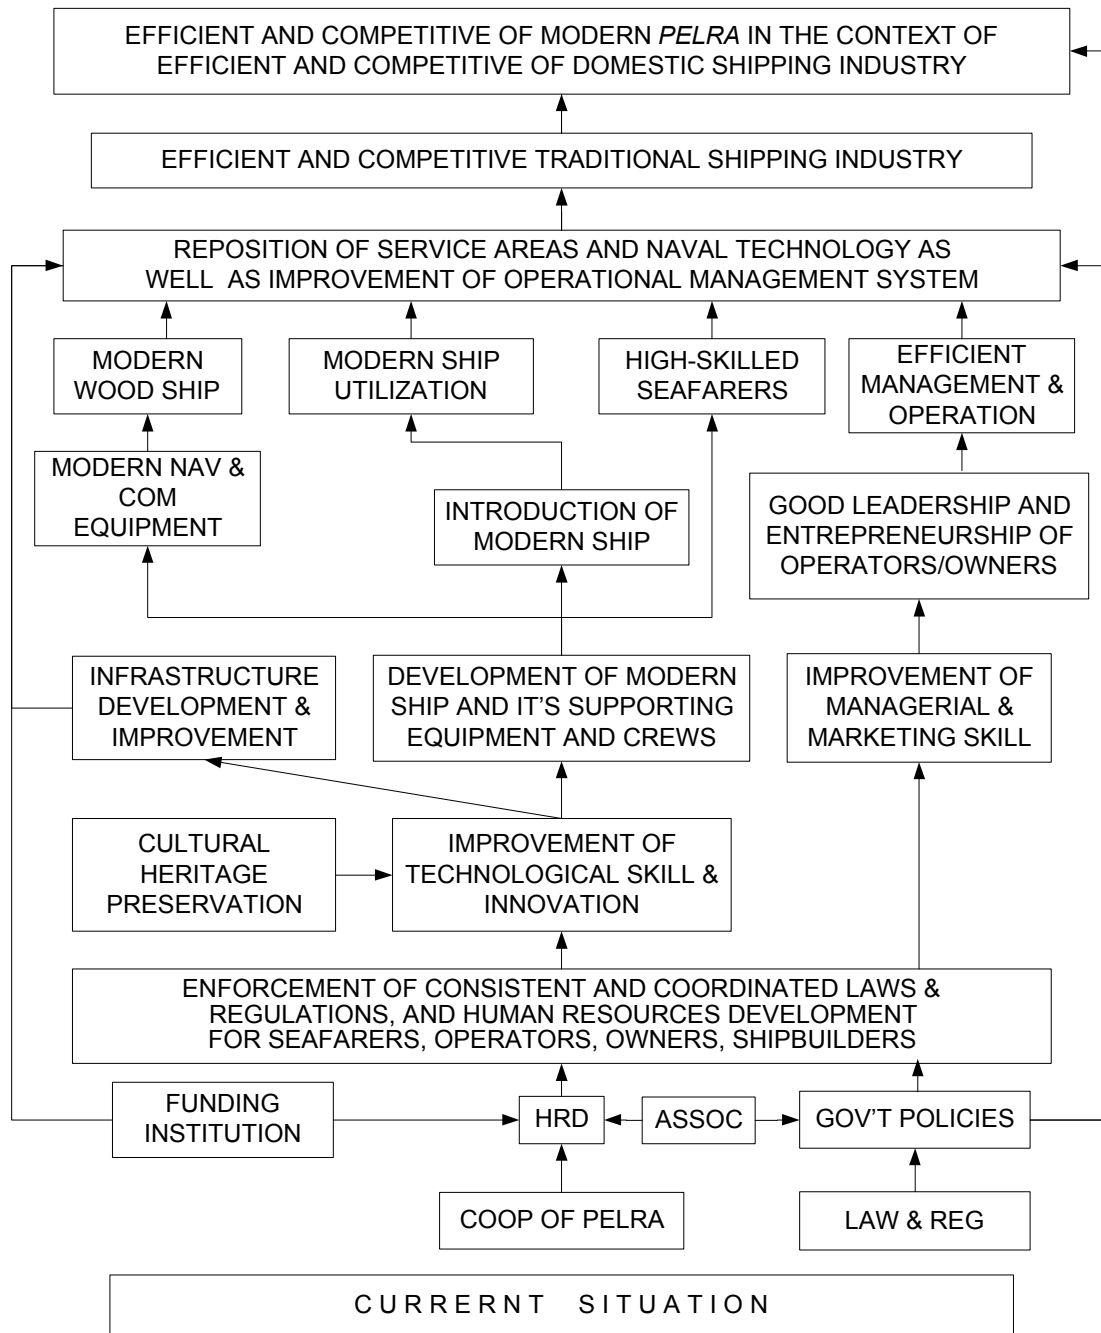 EFFICIENT AND COMPETITIVE OF MODERN PELRA IN THE CONTEXT OF
EFFICIENT AND COMPETITIVE OF DOMESTIC SHIPPING INDUSTRY
EFFICIENT AND COMPETITIVE TRADITIONAL SHIPPING INDUSTRY
REPOSITION OF SERVICE AREAS AND NAVAL TECHNOLOGY AS
WELL AS IMPROVEMENT OF OPERATIONAL MANAGEMENT SYSTEM
MODERN
WOOD SHIP
MODERN SHIP
UTILIZATION
HIGH-SKILLED
SEAFARERS
EFFICIENT
MANAGEMENT &
OPERATION
MODERN NAV &
COM
EQUIPMENT
INTRODUCTION OF
MODERN SHIP
GOOD LEADERSHIP AND
ENTREPRENEURSHIP OF
OPERATORS/OWNERS
INFRASTRUCTURE
DEVELOPMENT &
IMPROVEMENT
DEVELOPMENT OF MODERN
SHIP AND IT'S SUPPORTING
EQUIPMENT AND CREWS
IMPROVEMENT OF
MANAGERIAL &
MARKETING SKILL
CULTURAL
HERITAGE
PRESERVATION
IMPROVEMENT OF
TECHNOLOGICAL SKILL &
INNOVATION
ENFORCEMENT OF CONSISTENT AND COORDINATED LAWS &
REGULATIONS, AND HUMAN RESOURCES DEVELOPMENT
FOR SEAFARERS, OPERATORS, OWNERS, SHIPBUILDERS
FUNDING
INSTITUTION
HRD
ASSOC
GOV'T POLICIES
COOP OF PELRA
LAW & REG
CURRERNT SITUATION